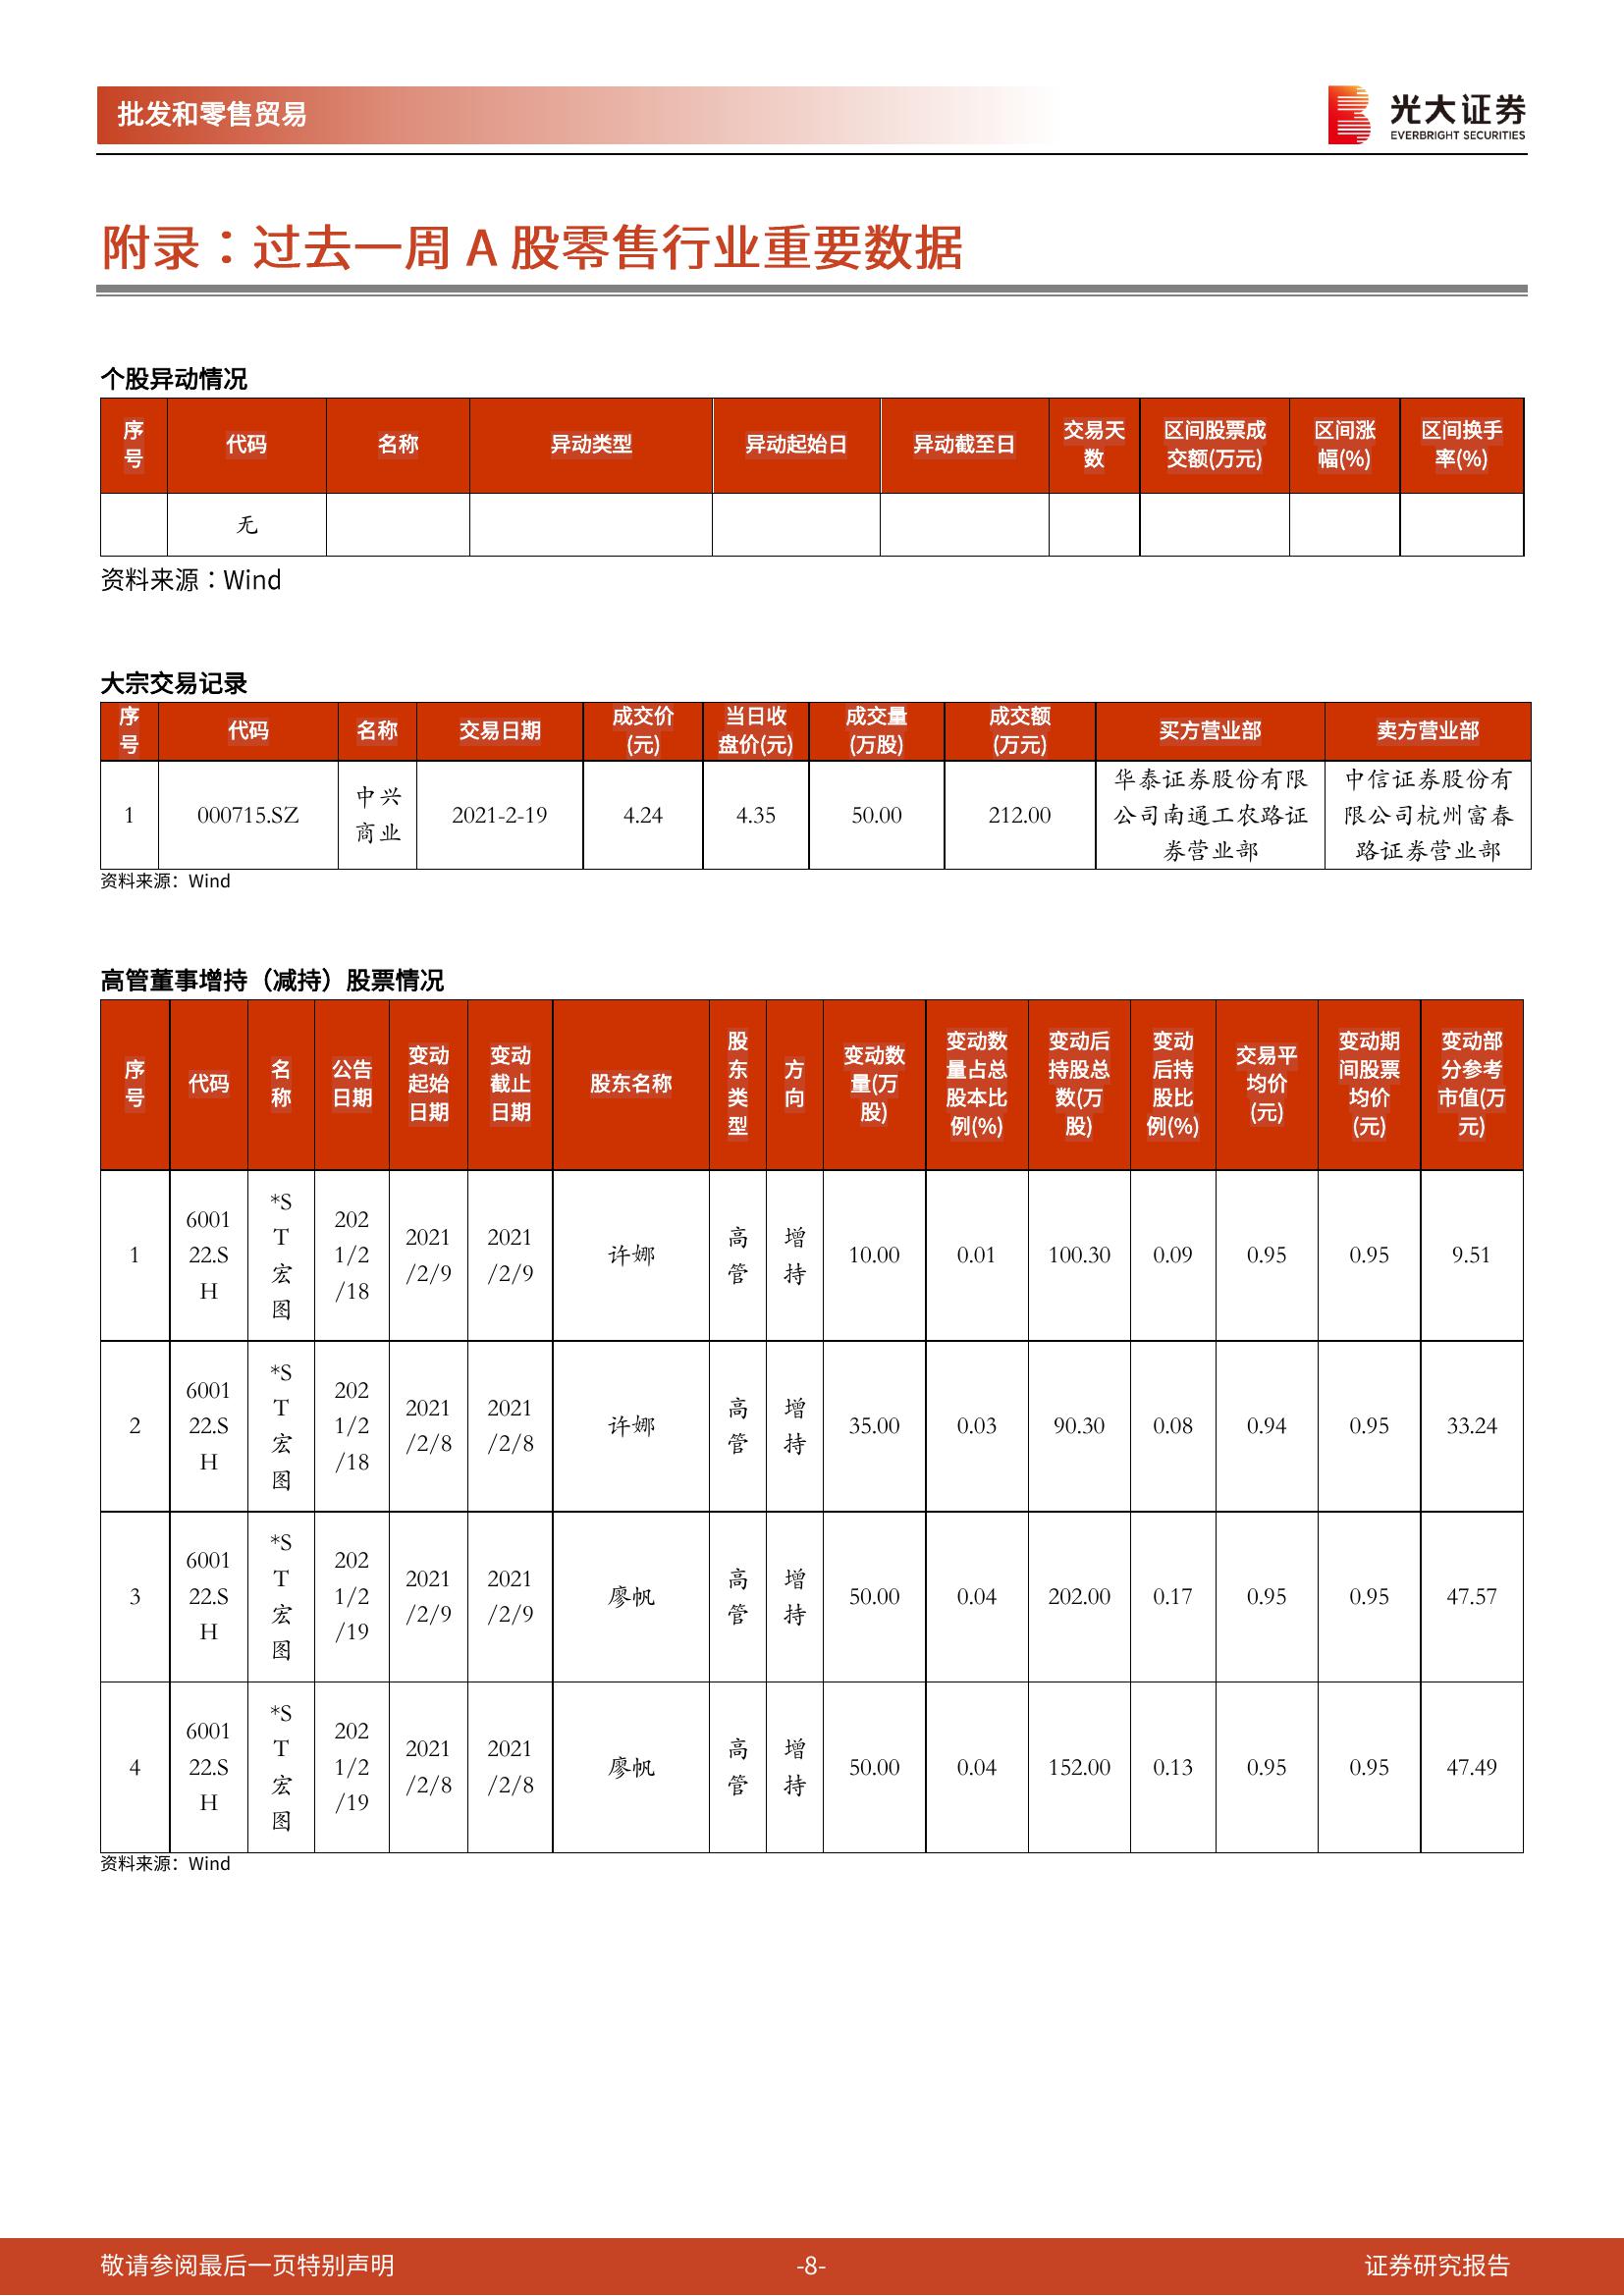 批发和零售贸易
光大证券
EVERBRIGHT SECURITIES
附录：过去一周 A 股零售行业重要数据
个股异动情况
序号 代码 名称 异动类型 异动起始日 异动截至日 交易天数 区间股票成交额(万元) 区间涨幅(%) 区间换手率(%)
无
资料来源：Wind
大宗交易记录
序号 代码 名称 交易日期 成交价(元) 当日收盘价(元) 成交量(万股) 成交额(万元) 买方营业部 卖方营业部
1 000715.SZ 中兴商业 2021-2-19 4.24 4.35 50.00 212.00 华泰证券股份有限公司南通工农路证券营业部 中信证券股份有限公司杭州富春路证券营业部
资料来源：Wind
高管董事增持（减持）股票情况
序号 代码 名称 公告日期 变动起始日期 变动截止日期 股东名称 股东类型 方向 变动数量(万股) 变动数量占总股本比例(%) 变动后持股总数(万股) 变动后持股比例(%) 交易平均价(元) 变动期间股票均价(元) 变动部分参考市值(万元)
1 600122.SH *ST宏图 2021/2/18 2021/2/9 2021/2/9 许娜 高管 增持 10.00 0.01 100.30 0.09 0.95 0.95 9.51
2 600122.SH *ST宏图 2021/2/18 2021/2/8 2021/2/8 许娜 高管 增持 35.00 0.03 90.30 0.08 0.94 0.95 33.24
3 600122.SH *ST宏图 2021/2/19 2021/2/9 2021/2/9 廖帆 高管 增持 50.00 0.04 202.00 0.17 0.95 0.95 47.57
4 600122.SH *ST宏图 2021/2/19 2021/2/8 2021/2/8 廖帆 高管 增持 50.00 0.04 152.00 0.13 0.95 0.95 47.49
资料来源：Wind
敬请参阅最后一页特别声明 -8- 证券研究报告